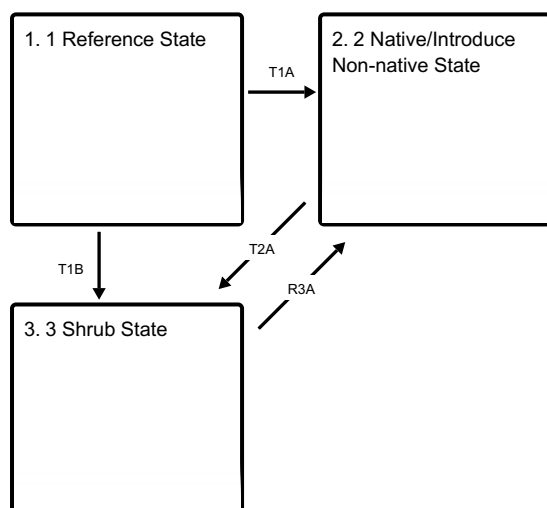 1. 1 Reference State
2. 2 Native/Introduce
Non-native State
T1A
T2A
T1B
R3A
3. 3 Shrub State